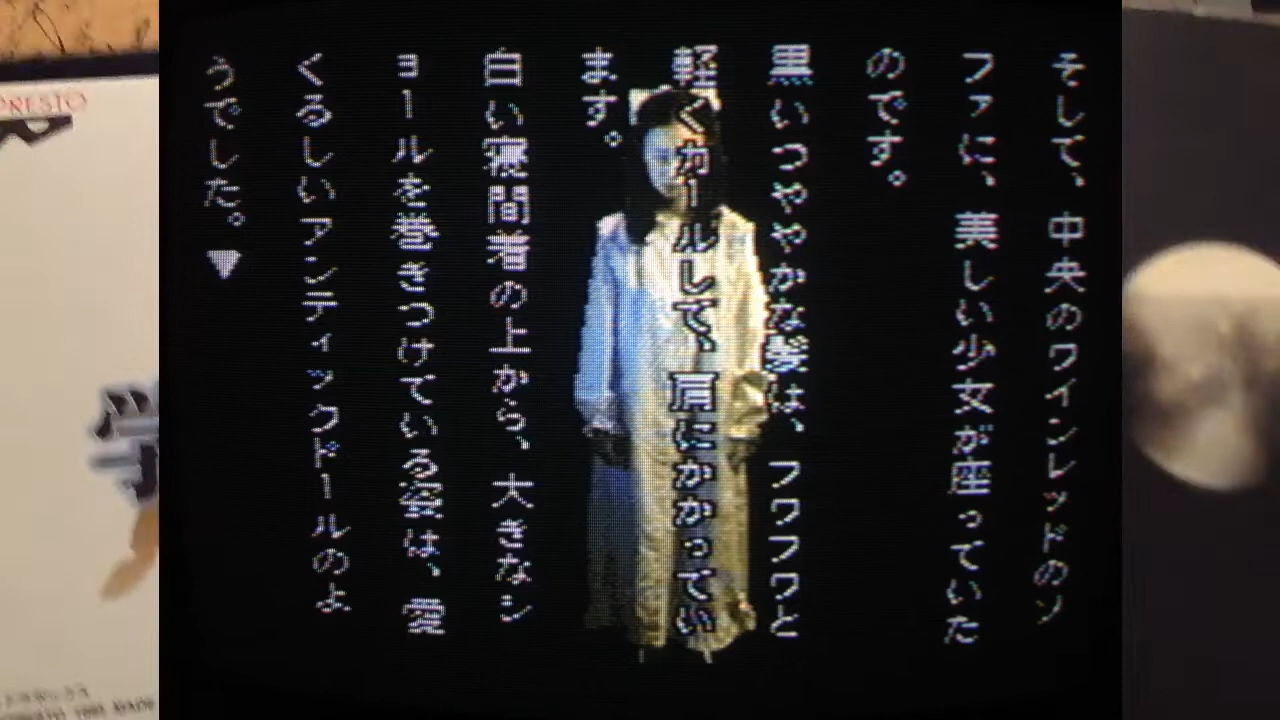 そして、中央のワインレッドのソ
ファに、美しい少女が座っていた
のです。
黒いつややかな髪は、フワフワと
軽くカールして、肩にかかってい
ます。
白い寝間着の上から、大きなシ
ョールを巻きつけている姿は、愛
くるしいアンティックドールのよ
うでした。▼
PRESTO